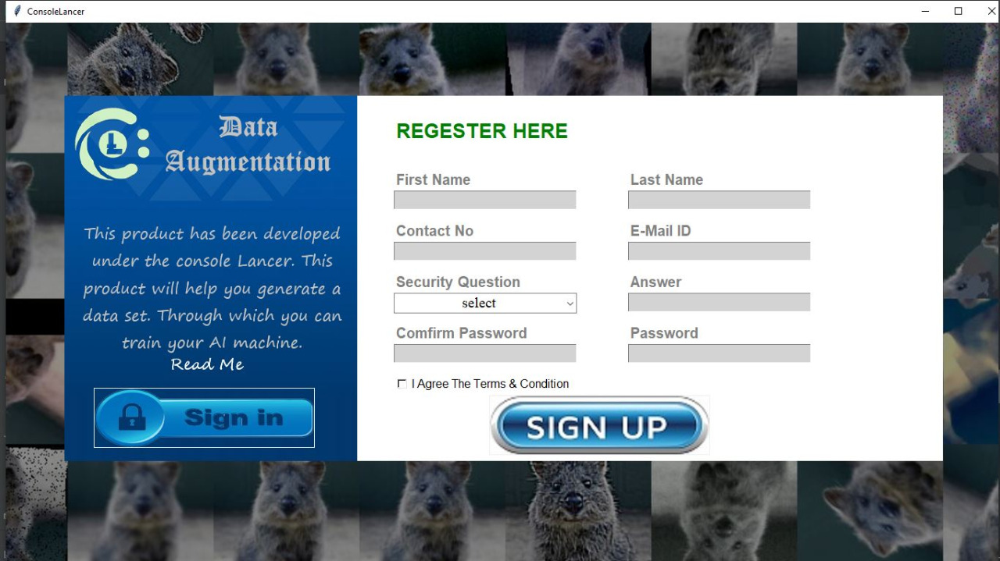 ConsoleLancer
Data
Augmentation
This product has been developed
under the console Lancer. This
product will help you generate a
data set. Through which you can
train your AI machine.
Read Me
Sign in
REGESTER HERE
First Name
Last Name
Contact No
E-Mail ID
Security Question
Answer
select
Comfirm Password
Password
I Agree The Terms & Condition
SIGN UP